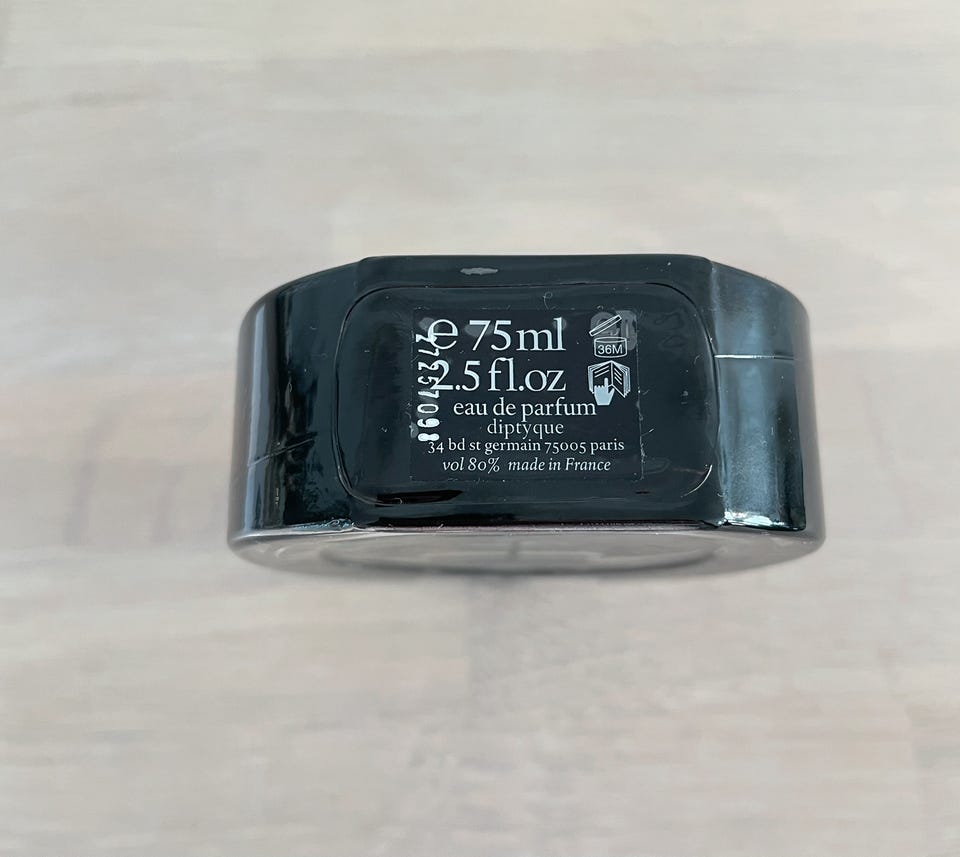 e 75ml
2.5 fl.oz
eau de parfum
diptyque
34 bd st germain 75005 paris
vol 80% made in France
36M